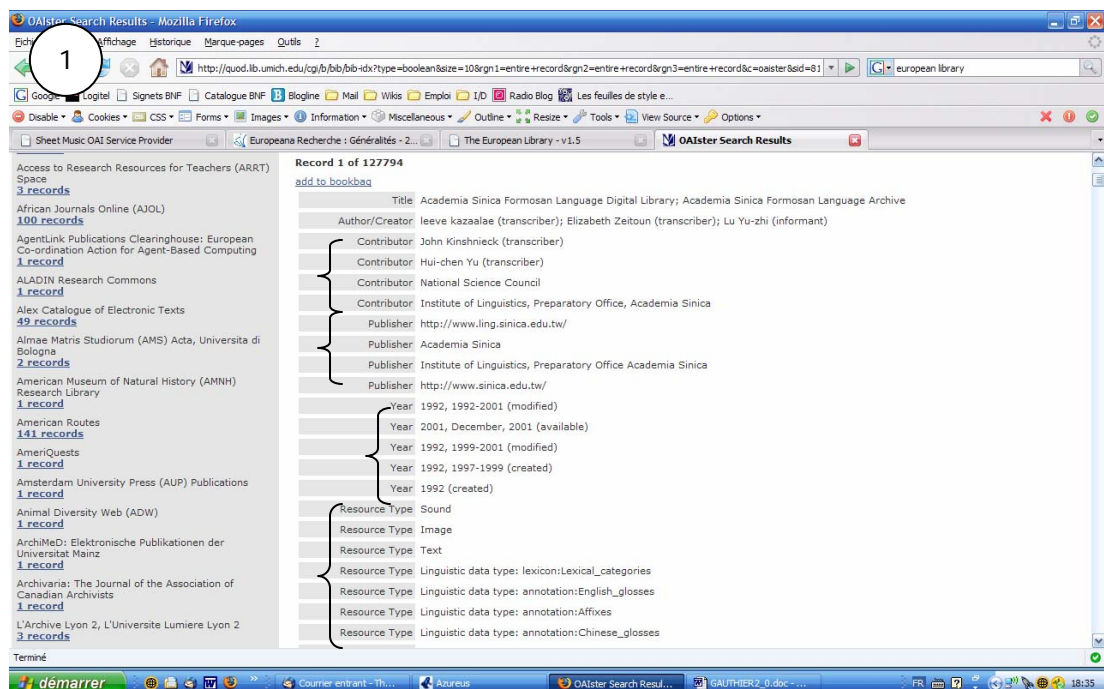 OAIster Search Results - Mozilla Firefox
Affichage Historique Marque-pages Outils ?
1
http://quod.lib.umich.edu/cgi/b/bib/bib-idx?type=boolean&size=10&rgn1=entire+record&rgn2=entire+record&rgn3=entire+record&c=oaister&sid=81
european library
Google Logitel Signets BNF Catalogue BNF Blogline Mail Wikis Emploi I/D Radio Blog Les feuilles de style e...
Disable Cookies CSS Forms Images Information Miscellaneous Outline Resize Tools View Source Options
Sheet Music OAI Service Provider Europeana Recherche : Généralités - 2... The European Library - v1.5 OAIster Search Results
Access to Research Resources for Teachers (ARRT)
Space
3 records
African Journals Online (AJOL)
100 records
AgentLink Publications Clearinghouse: European
Co-ordination Action for Agent-Based Computing
1 record
ALADIN Research Commons
1 record
Alex Catalogue of Electronic Texts
49 records
Almae Matris Studiorum (AMS) Acta, Universita di
Bologna
2 records
American Museum of Natural History (AMNH)
Research Library
1 record
American Routes
141 records
AmeriQuests
1 record
Amsterdam University Press (AUP) Publications
1 record
Animal Diversity Web (ADW)
1 record
ArchiMeD: Elektronische Publikationen der
Universitat Mainz
1 record
Archivaria: The Journal of the Association of
Canadian Archivists
1 record
L'Archive Lyon 2, L'Universite Lumiere Lyon 2
3 records
Record 1 of 127794
add to bookbag
Title Academia Sinica Formosan Language Digital Library; Academia Sinica Formosan Language Archive
Author/Creator leeve kazaalae (transcriber); Elizabeth Zeitoun (transcriber); Lu Yu-zhi (informant)
Contributor John Kinshnieck (transcriber)
Contributor Hui-chen Yu (transcriber)
Contributor National Science Council
Contributor Institute of Linguistics, Preparatory Office, Academia Sinica
Publisher http://www.ling.sinica.edu.tw/
Publisher Academia Sinica
Publisher Institute of Linguistics, Preparatory Office Academia Sinica
Publisher http://www.sinica.edu.tw/
Year 1992, 1992-2001 (modified)
Year 2001, December, 2001 (available)
Year 1992, 1999-2001 (modified)
Year 1992, 1997-1999 (created)
Year 1992 (created)
Resource Type Sound
Resource Type Image
Resource Type Text
Resource Type Linguistic data type: lexicon:Lexical_categories
Resource Type Linguistic data type: annotation:English_glosses
Resource Type Linguistic data type: annotation:Affixes
Resource Type Linguistic data type: annotation:Chinese_glosses
Terminé
démarrer Courrier entrant - Th... Azureus OAIster Search Resul... GAUTHIER2_0.doc - ... FR 18:35